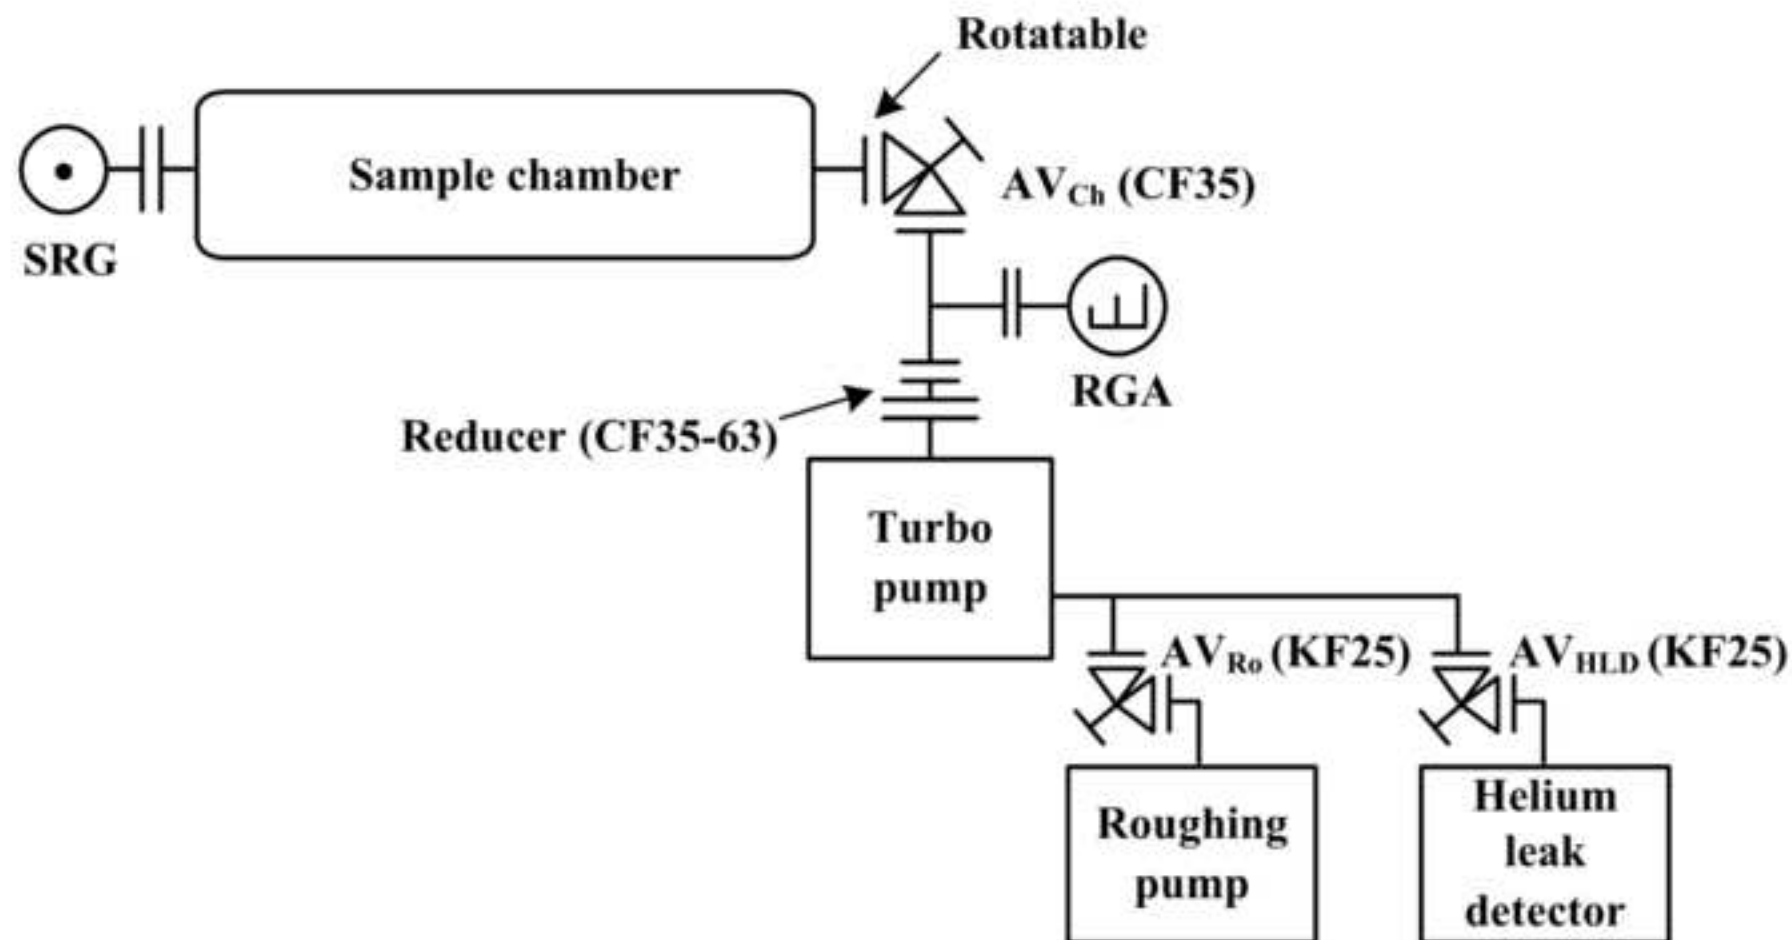 Rotatable
Sample chamber
AVCh (CF35)
SRG
RGA
Reducer (CF35-63)
Turbo
pump
AVRo (KF25)
AVHLD (KF25)
Roughing
pump
Helium
leak
detector